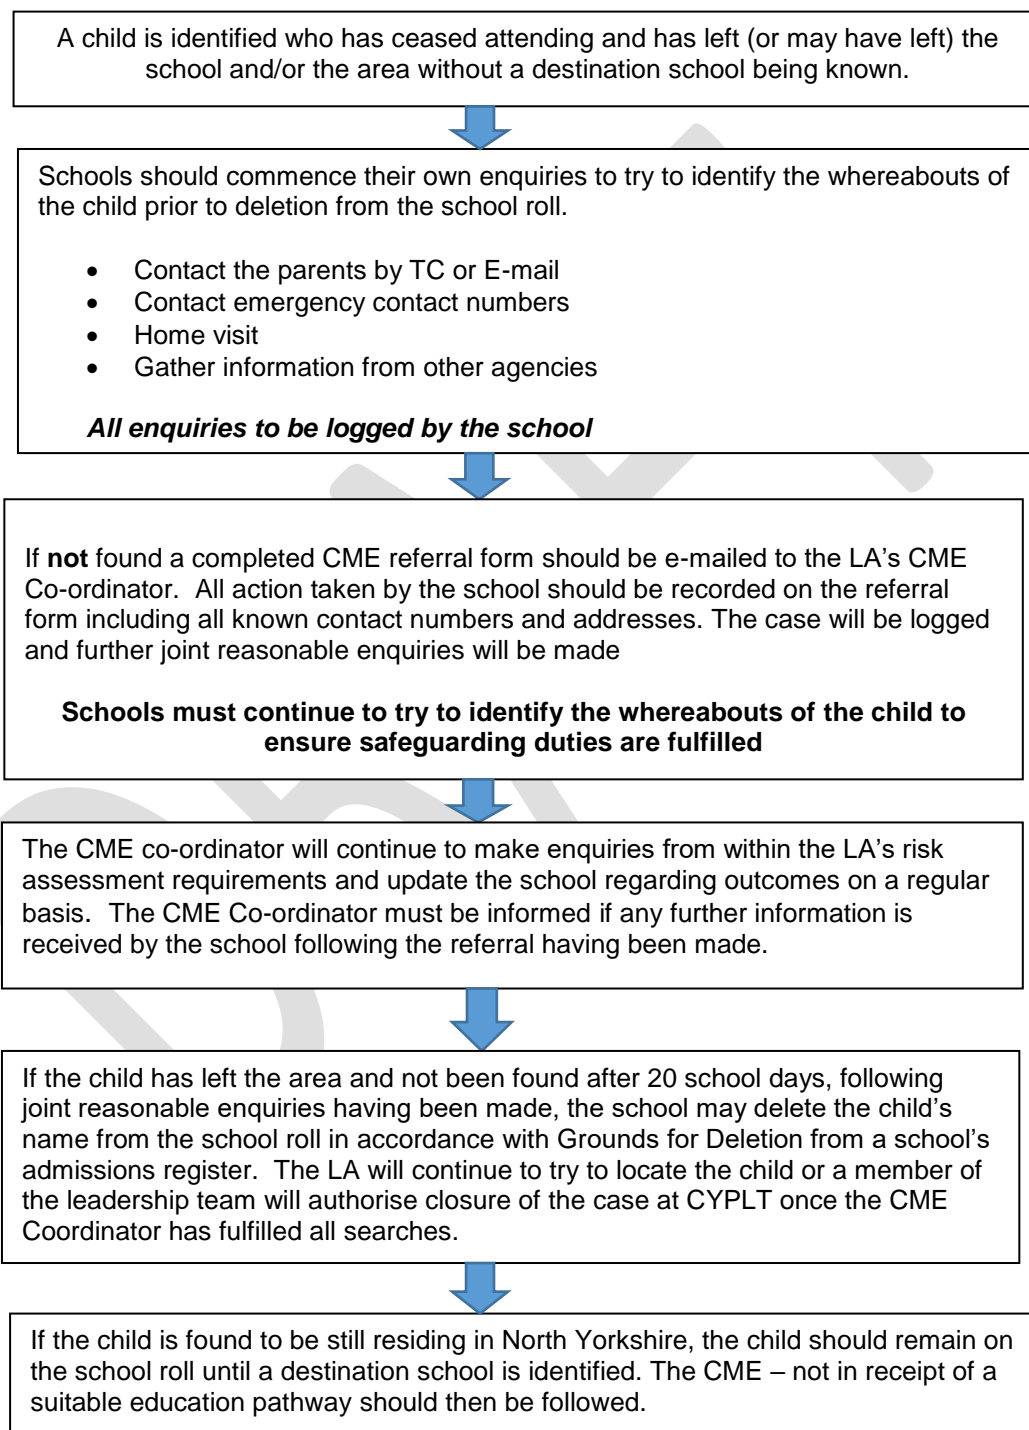 A child is identified who has ceased attending and has left (or may have left) the
school and/or the area without a destination school being known.
Schools should commence their own enquiries to try to identify the whereabouts of
the child prior to deletion from the school roll.
• Contact the parents by TC or E-mail
• Contact emergency contact numbers
• Home visit
• Gather information from other agencies
All enquiries to be logged by the school
If not found a completed CME referral form should be e-mailed to the LA's CME
Co-ordinator. All action taken by the school should be recorded on the referral
form including all known contact numbers and addresses. The case will be logged
and further joint reasonable enquiries will be made
Schools must continue to try to identify the whereabouts of the child to
ensure safeguarding duties are fulfilled
The CME co-ordinator will continue to make enquiries from within the LA's risk
assessment requirements and update the school regarding outcomes on a regular
basis. The CME Co-ordinator must be informed if any further information is
received by the school following the referral having been made.
If the child has left the area and not been found after 20 school days, following
joint reasonable enquiries having been made, the school may delete the child's
name from the school roll in accordance with Grounds for Deletion from a school's
admissions register. The LA will continue to try to locate the child or a member of
the leadership team will authorise closure of the case at CYPLT once the CME
Coordinator has fulfilled all searches.
If the child is found to be still residing in North Yorkshire, the child should remain on
the school roll until a destination school is identified. The CME – not in receipt of a
suitable education pathway should then be followed.